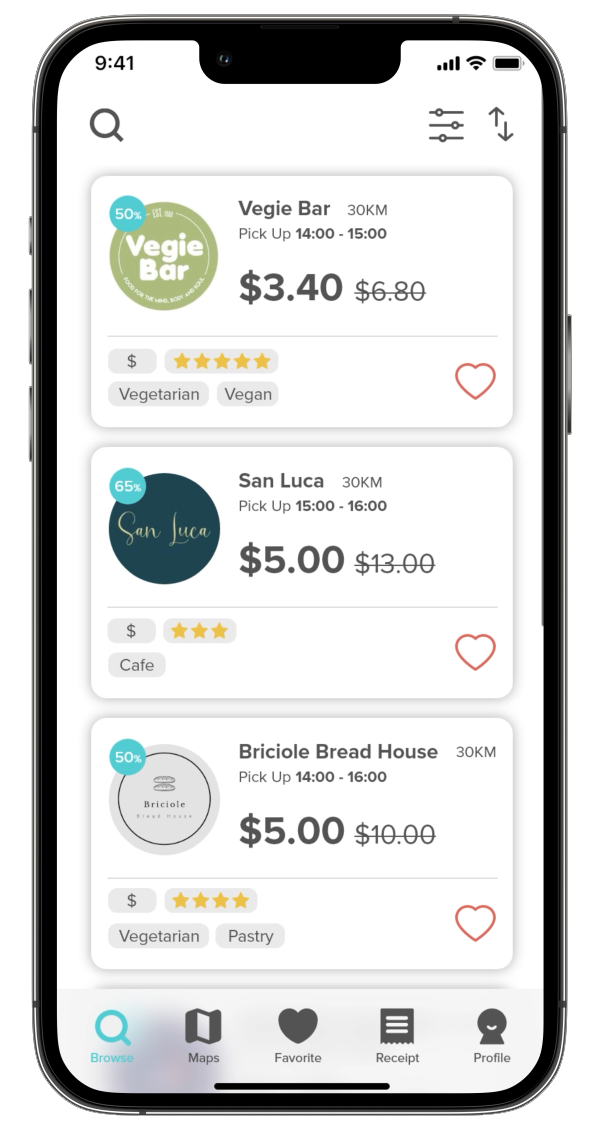 9:41
50%
EST. 1981
Vegie
Bar
FOOD FOR THE MIND, BODY AND SOUL
Vegie Bar 30KM
Pick Up 14:00 - 15:00
$3.40 $6.80
$
Vegetarian Vegan
65%
San Luca
San Luca 30KM
Pick Up 15:00 - 16:00
$5.00 $13.00
$
Cafe
50%
Briciole
Bread House
Briciole Bread House 30KM
Pick Up 14:00 - 16:00
$5.00 $10.00
$
Vegetarian Pastry
Browse Maps Favorite Receipt Profile